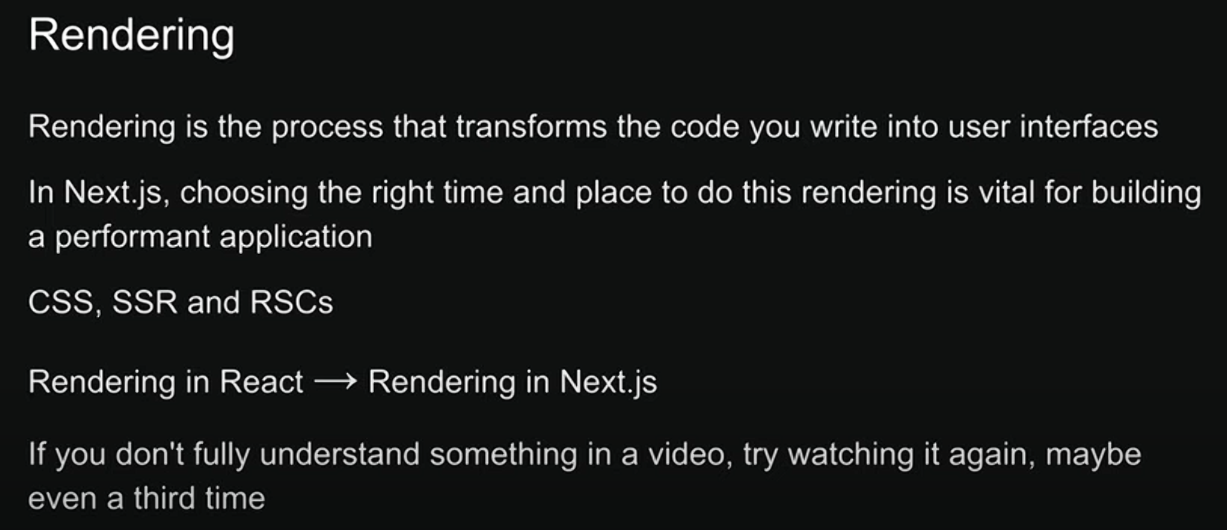 Rendering
Rendering is the process that transforms the code you write into user interfaces
In Next.js, choosing the right time and place to do this rendering is vital for building
a performant application
CSS, SSR and RSCs
Rendering in React → Rendering in Next.js
If you don't fully understand something in a video, try watching it again, maybe
even a third time